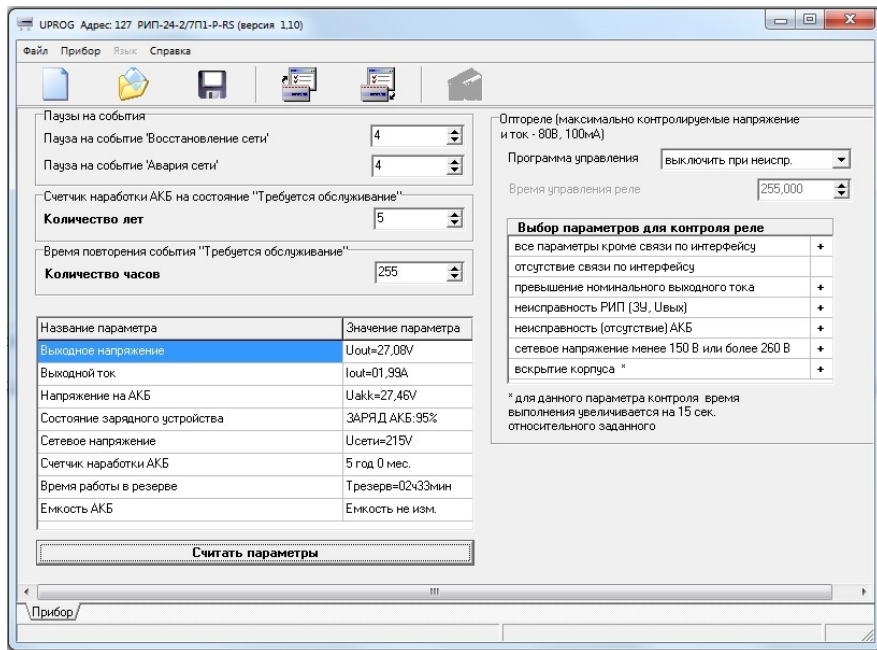 UPROG Адрес: 127 РИП-24-2/7П1-Р-RS (версия 1,10)
Файл Прибор Язык Справка
Паузы на события
Пауза на событие 'Восстановление сети' 4
Пауза на событие 'Авария сети' 4
Счетчик наработки АКБ на состояние "Требуется обслуживание"
Количество лет 5
Время повторения события "Требуется обслуживание"
Количество часов 255
Название параметра Значение параметра
Выходное напряжение Uout=27,08V
Выходной ток Iout=01,99A
Напряжение на АКБ Uakk=27,46V
Состояние зарядного устройства ЗАРЯД АКБ:95%
Сетевое напряжение Uсети=215V
Счетчик наработки АКБ 5 год 0 мес.
Время работы в резерве Трезерв=02ч33мин
Емкость АКБ Емкость не изм.
Считать параметры
Оптореле (максимально контролируемые напряжение
и ток - 80В, 100мА)
Программа управления выключить при неиспр.
Время управления реле 255,000
Выбор параметров для контроля реле
все параметры кроме связи по интерфейсу +
отсутствие связи по интерфейсу
превышение номинального выходного тока +
неисправность РИП (ЗУ, Uвых) +
неисправность (отсутствие) АКБ +
сетевое напряжение менее 150 В или более 260 В +
вскрытие корпуса * +
* для данного параметра контроля время
выполнения увеличивается на 15 сек.
относительного заданного
Прибор